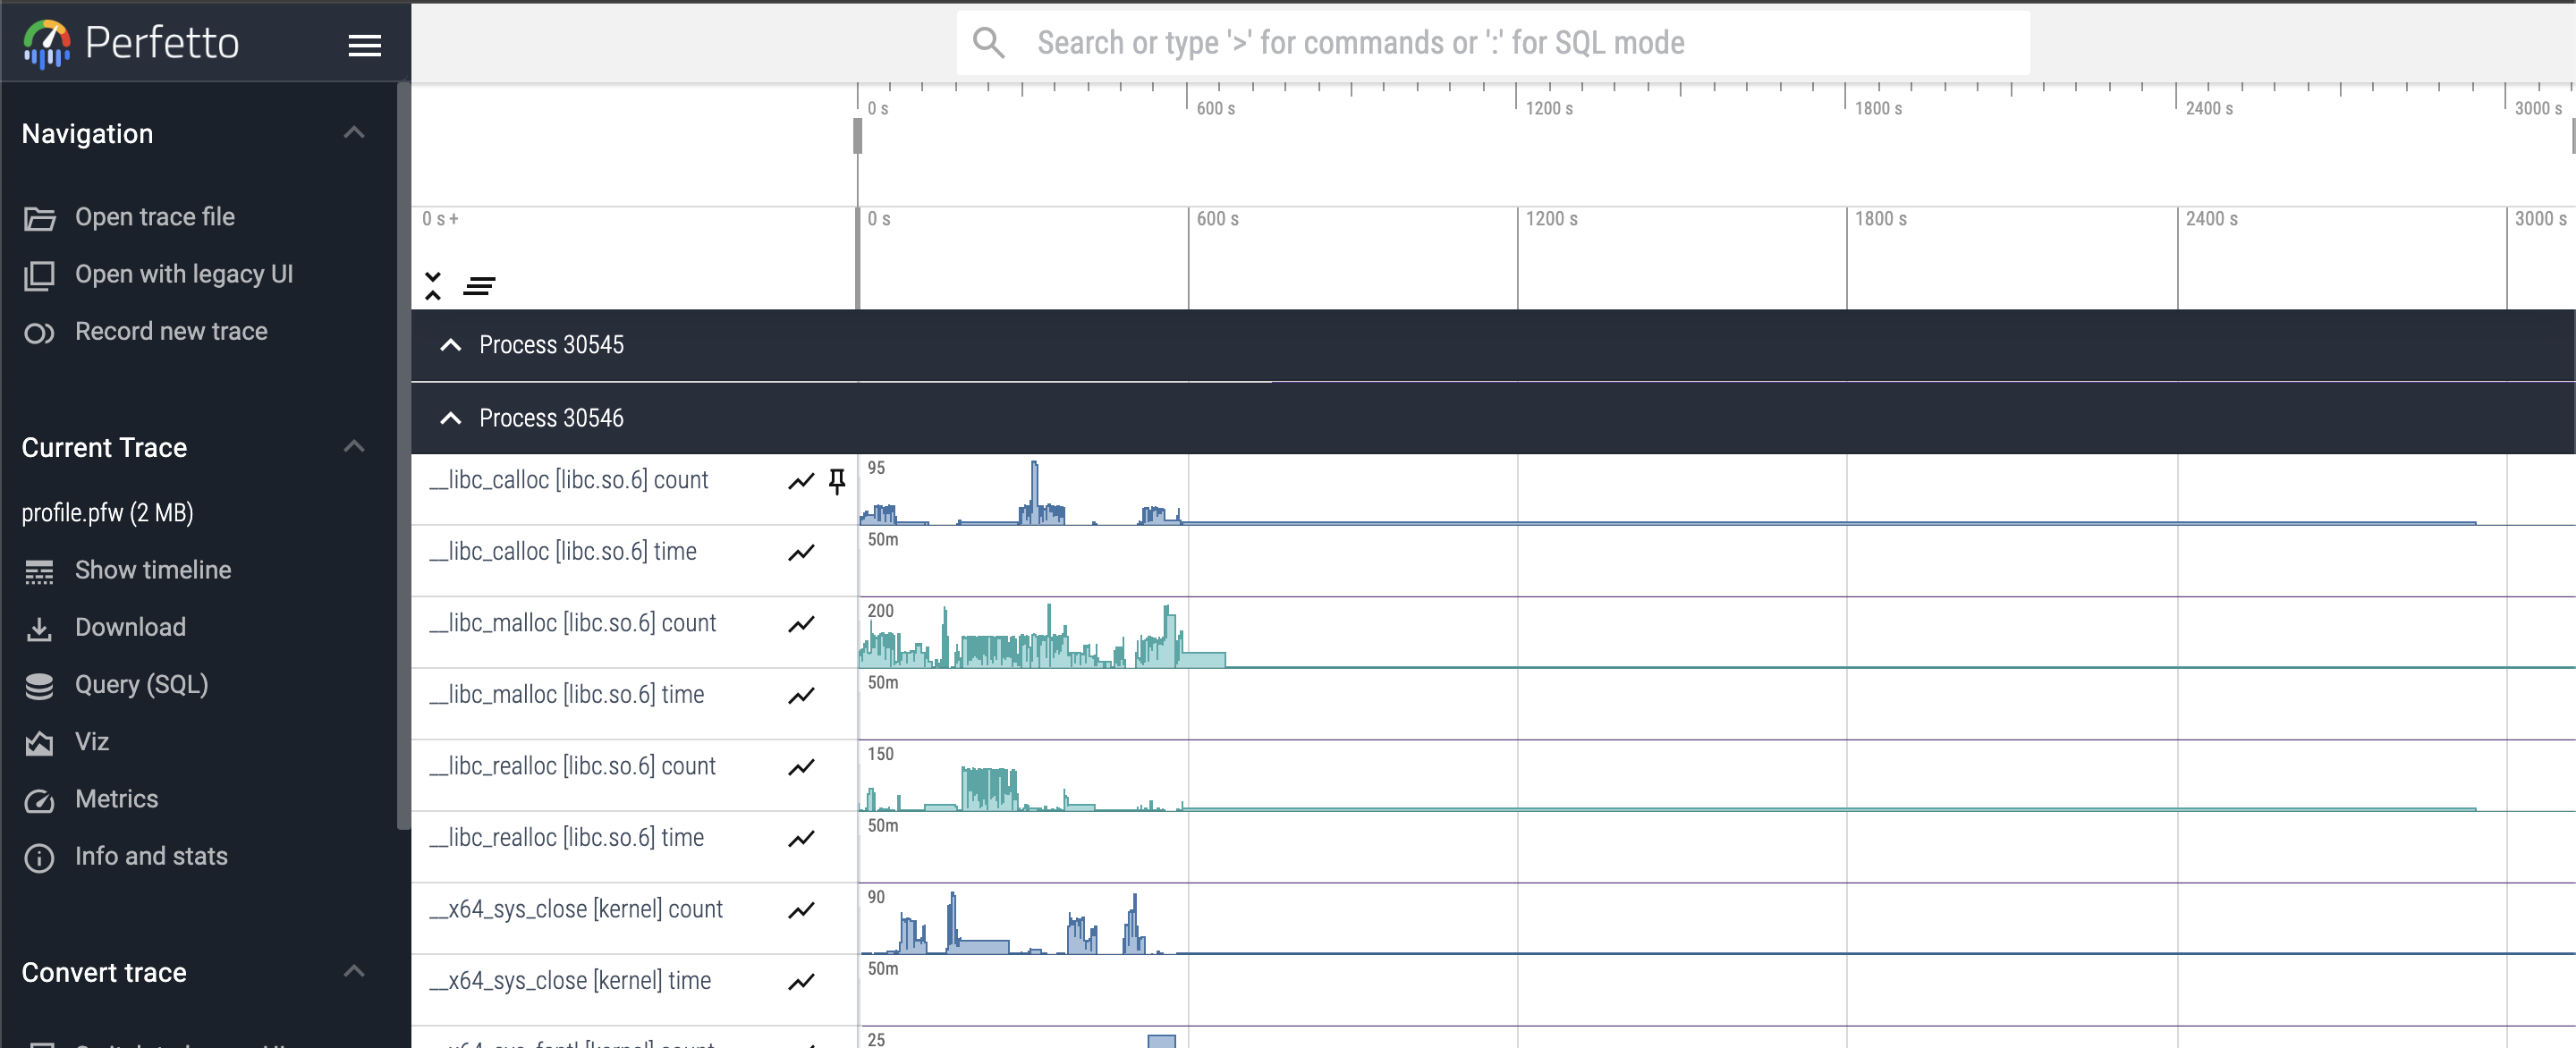 Perfetto
Search or type '>' for commands or ':' for SQL mode
Navigation
Open trace file
Open with legacy UI
Record new trace
Current Trace
profile.pfw (2 MB)
Show timeline
Download
Query (SQL)
Viz
Metrics
Info and stats
Convert trace
0 s 600 s 1200 s 1800 s 2400 s 3000 s
0 s + 0 s 600 s 1200 s 1800 s 2400 s 3000 s
Process 30545
Process 30546
__libc_calloc [libc.so.6] count 95
__libc_calloc [libc.so.6] time 50m
__libc_malloc [libc.so.6] count 200
__libc_malloc [libc.so.6] time 50m
__libc_realloc [libc.so.6] count 150
__libc_realloc [libc.so.6] time 50m
__x64_sys_close [kernel] count 90
__x64_sys_close [kernel] time 50m
25